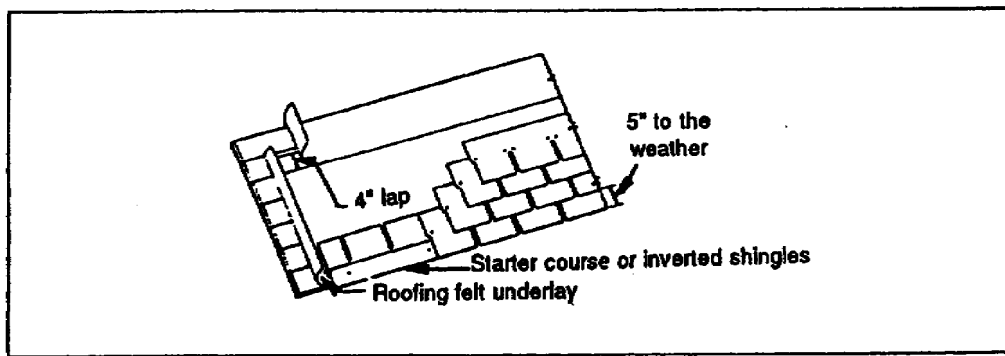 5" to the
weather
4" lap
Starter course or inverted shingles
Roofing felt underlay